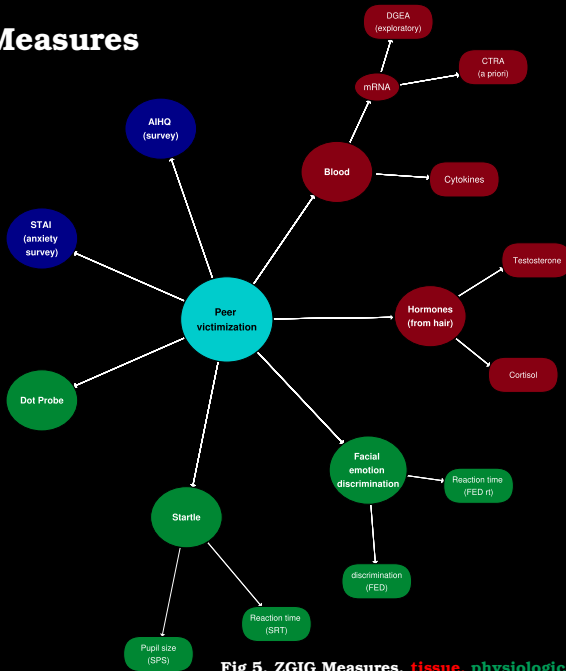 Measures
DGEA
(exploratory)
CTRA
(a priori)
mRNA
AIHQ
(survey)
Blood
Cytokines
STAI
(anxiety
survey)
Testosterone
Peer
victimization
Hormones
(from hair)
Cortisol
Dot Probe
Facial
emotion
discrimination
Reaction time
(FED rt)
Startle
discrimination
(FED)
Reaction time
(SRT)
Pupil size
(SPS)
Fig 5. ZGIG Measures, tissue, physiologic